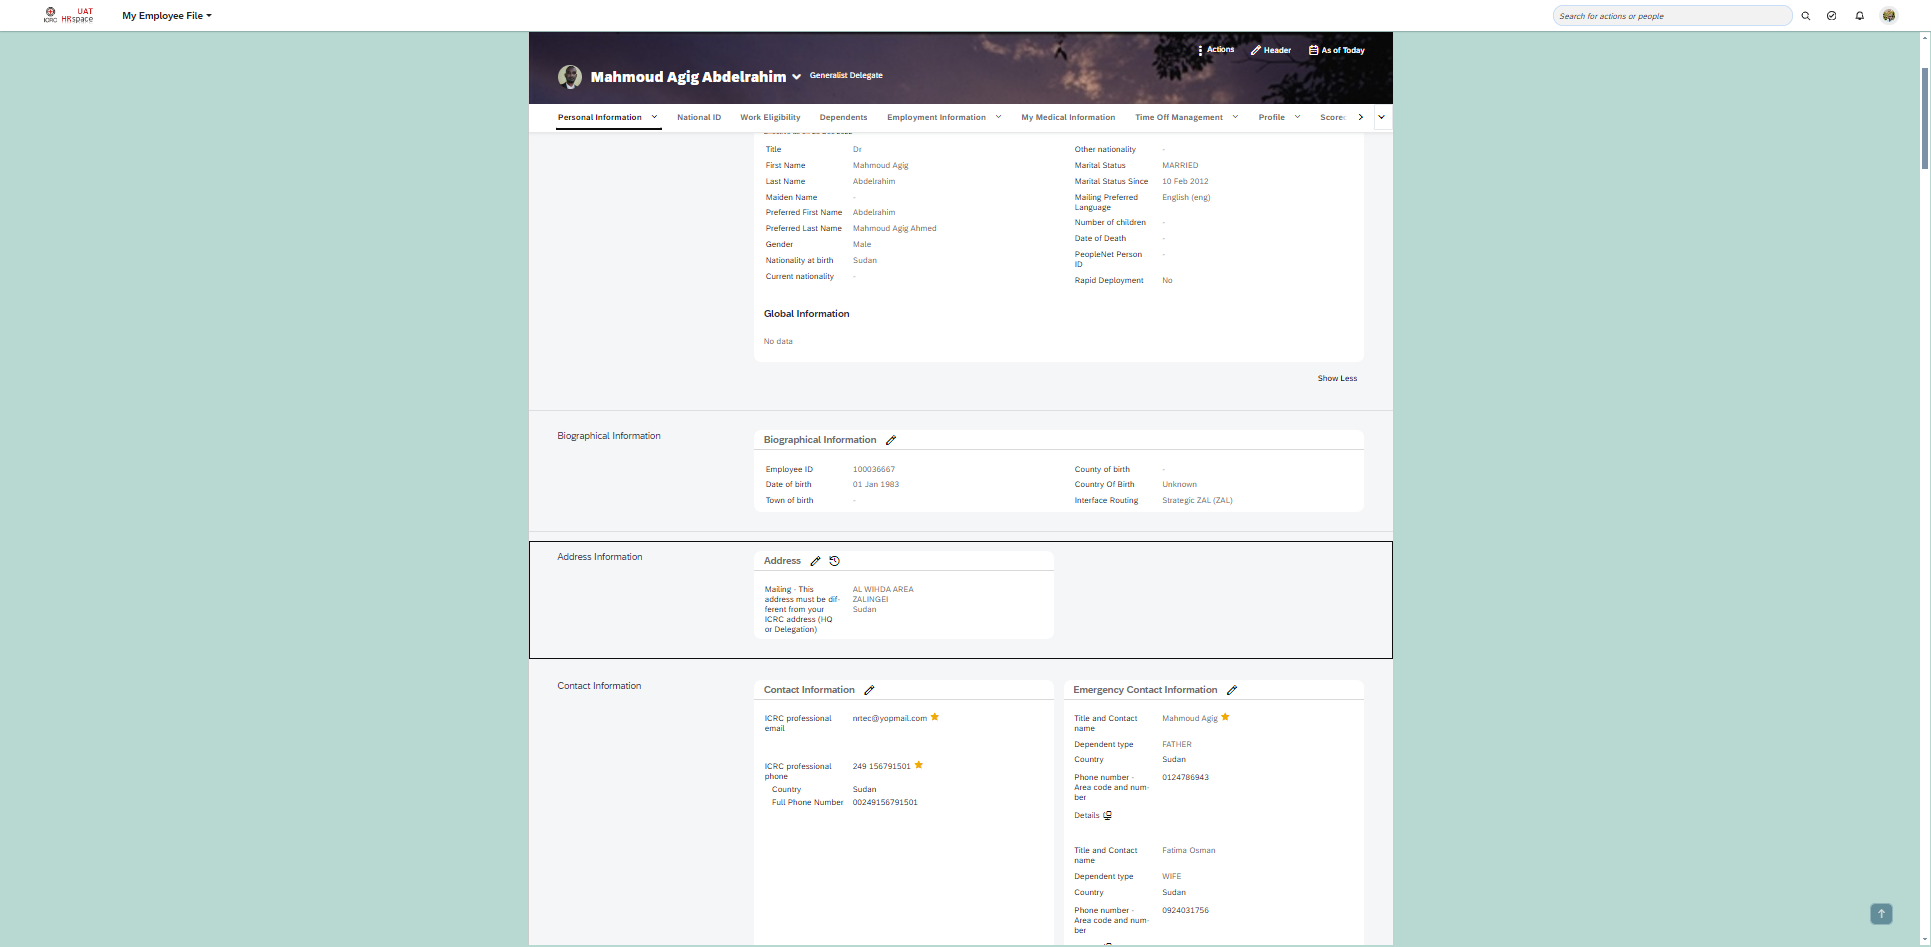 ICRC
UAT
HRspace
My Employee File
Search for actions or people
Actions
Header
As of Today
Mahmoud Agig Abdelrahim
Generalist Delegate
Personal Information
National ID
Work Eligibility
Dependents
Employment Information
My Medical Information
Time Off Management
Profile
Title Dr
First Name Mahmoud Agig
Last Name Abdelrahim
Maiden Name -
Preferred First Name Abdelrahim
Preferred Last Name Mahmoud Agig Ahmed
Gender Male
Nationality at birth Sudan
Current nationality -
Other nationality -
Marital Status MARRIED
Marital Status Since 10 Feb 2012
Mailing Preferred English (eng)
Language
Number of children -
Date of Death -
PeopleNet Person -
ID
Rapid Deployment No
Global Information
No data
Show Less
Biographical Information
Biographical Information
Employee ID 100036667
Date of birth 01 Jan 1983
Town of birth -
County of birth -
Country Of Birth Unknown
Interface Routing Strategic ZAL (ZAL)
Address Information
Address
Mailing - This AL WIHDA AREA
address must be dif- ZALINGEI
ferent from your Sudan
ICRC address (HQ
or Delegation)
Contact Information
Contact Information
ICRC professional nrtec@yopmail.com
email
ICRC professional 249 156791501
phone
Country Sudan
Full Phone Number 00249156791501
Emergency Contact Information
Title and Contact Mahmoud Agig
name
Dependent type FATHER
Country Sudan
Phone number - 0124786943
Area code and num-
ber
Details
Title and Contact Fatima Osman
name
Dependent type WIFE
Country Sudan
Phone number - 0924031756
Area code and num-
ber